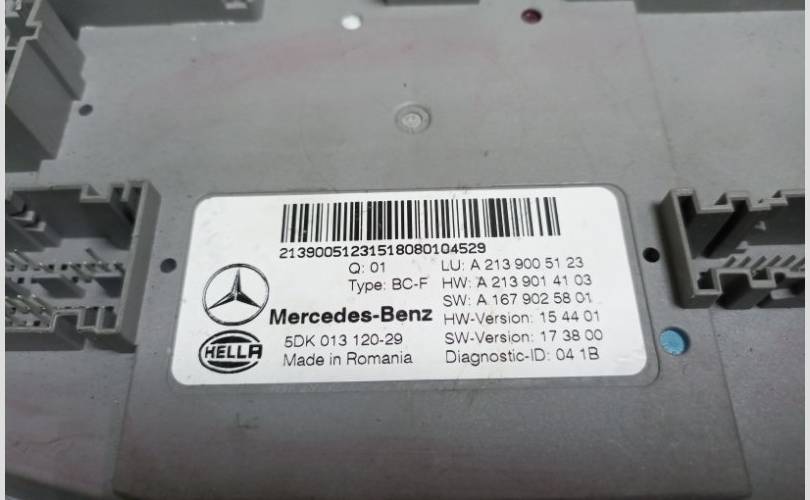 21390051231518080104529
Q: 01
LU: A 213 900 51 23
Type: BC-F
HW: A 213 901 41 03
SW: A 167 902 58 01
Mercedes-Benz
HW-Version: 15 44 01
5DK 013 120-29
SW-Version: 17 38 00
HELLA
Made in Romania
Diagnostic-ID: 04 1B